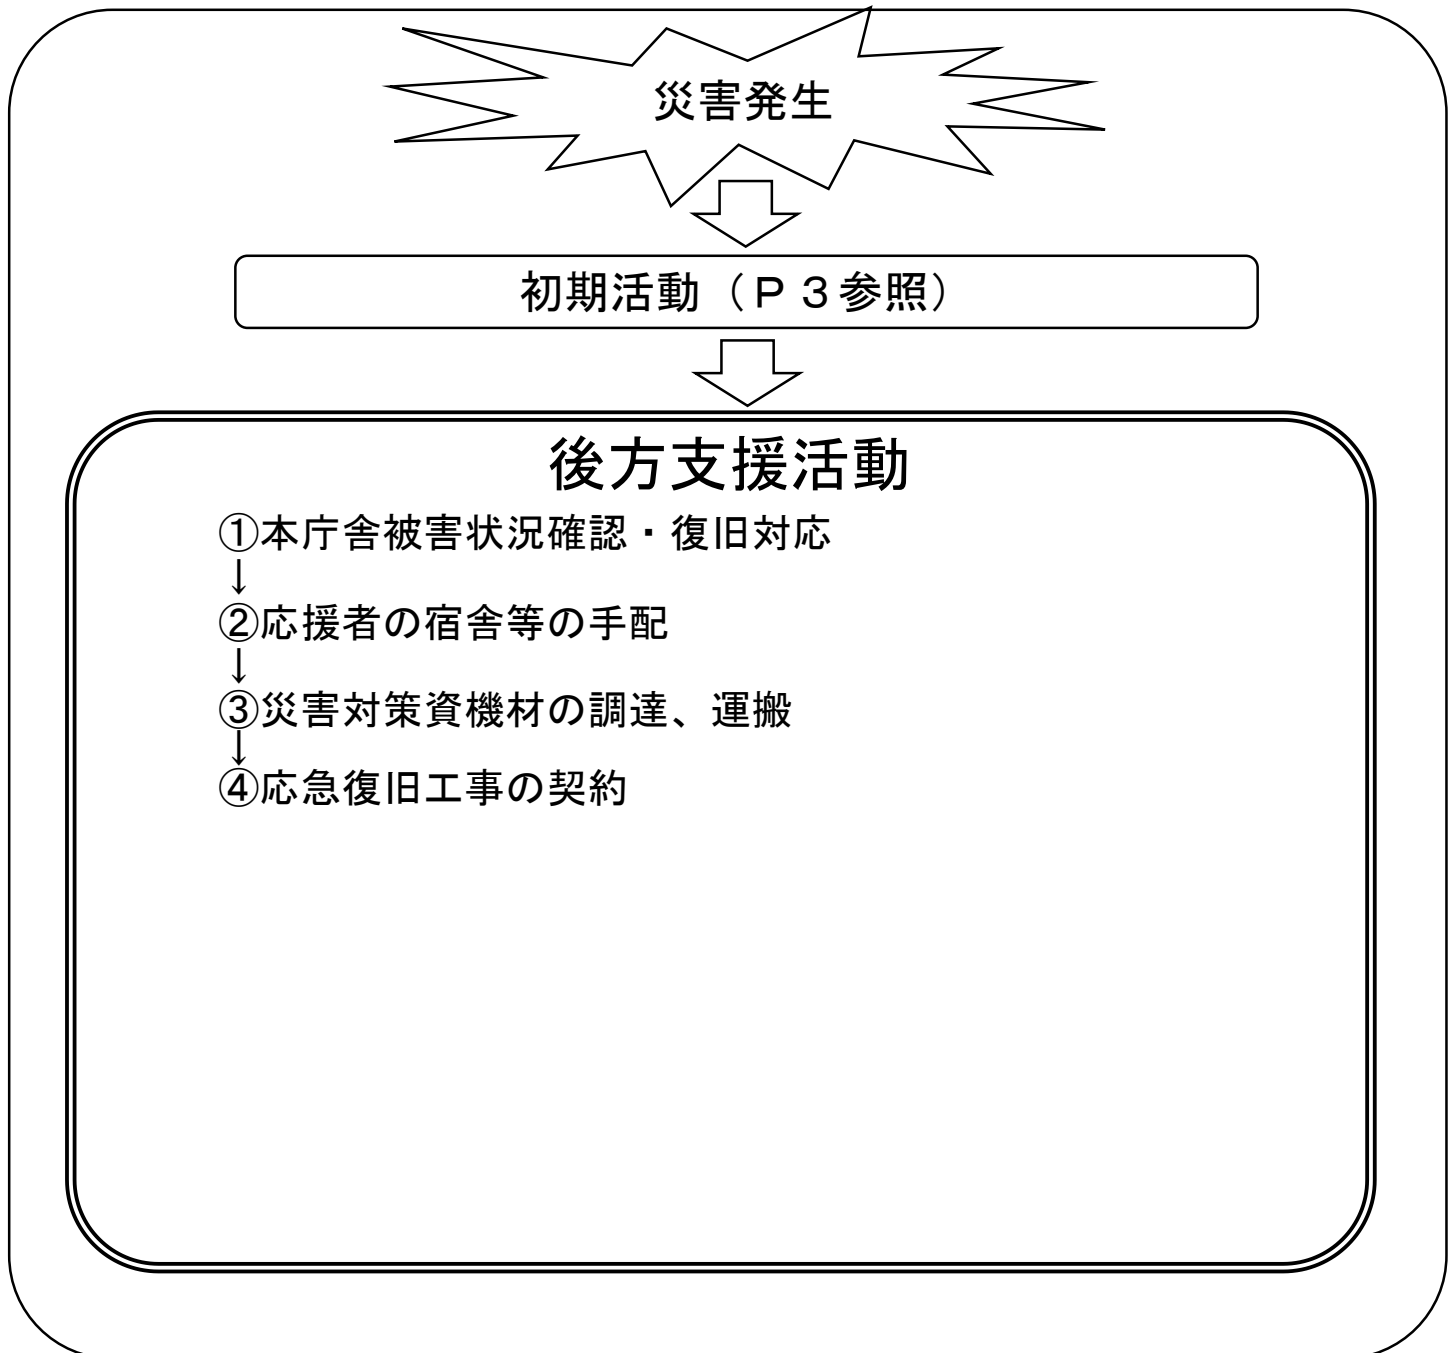 災害発生
初期活動（Ｐ３参照）
後方支援活動
①本庁舎被害状況確認・復旧対応
↓
②応援者の宿舎等の手配
↓
③災害対策資機材の調達、運搬
↓
④応急復旧工事の契約